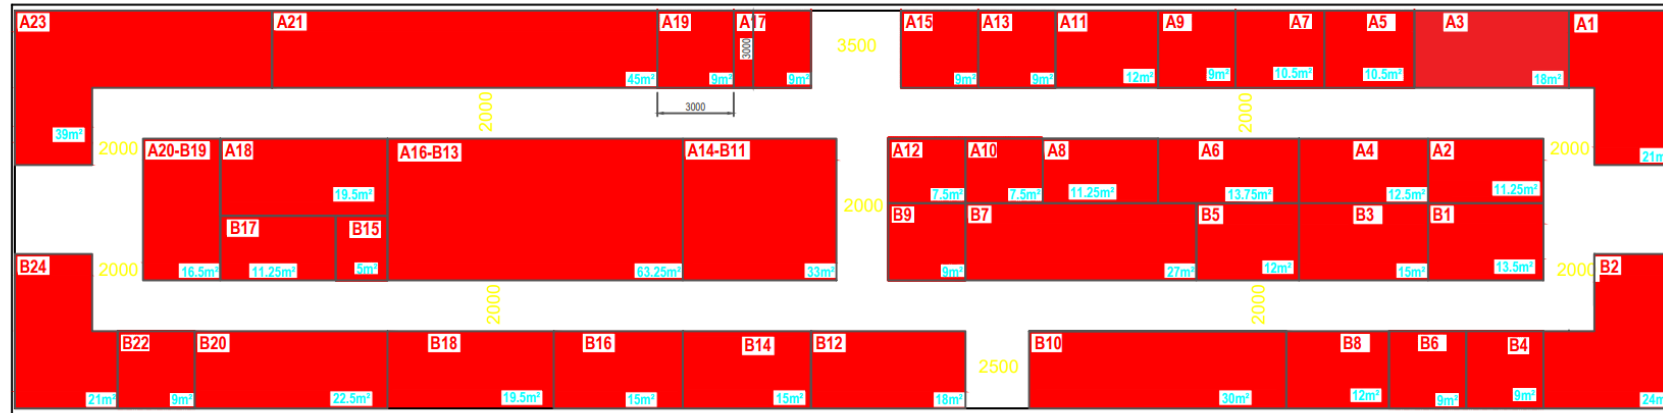 A23 A21 A19 A17 A15 A13 A11 A9 A7 A5 A3 A1
3000
3500
45m² 9m² 9m² 9m² 9m² 12m² 9m² 10.5m² 10.5m² 18m²
3000
2000 2000
39m²
2000 2000
21m
A20-B19 A18 A16-B13 A14-B11 A12 A10 A8 A6 A4 A2
19.5m² 7.5m² 7.5m² 11.25m² 13.75m² 12.5m² 11.25m²
2000
B17 B15 B9 B7 B5 B3 B1
16.5m² 11.25m² 5m² 63.25m² 33m² 9m² 27m² 12m² 15m² 13.5m²
B24 2000 2000 B2
2000 2000
B22 B20 B18 B16 B14 B12 B10 B8 B6 B4
2500
21m² 9m² 22.5m² 19.5m² 15m² 15m² 18m² 30m² 12m² 9m² 9m² 24m